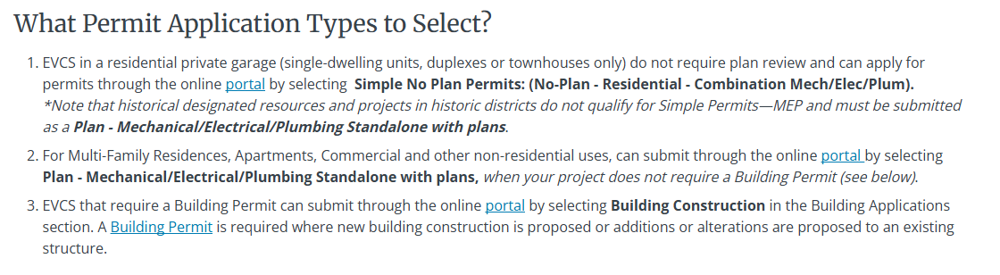 What Permit Application Types to Select?
1. EVCS in a residential private garage (single-dwelling units, duplexes or townhouses only) do not require plan review and can apply for
permits through the online portal by selecting Simple No Plan Permits: (No-Plan - Residential - Combination Mech/Elec/Plum).
*Note that historical designated resources and projects in historic districts do not qualify for Simple Permits—MEP and must be submitted
as a Plan - Mechanical/Electrical/Plumbing Standalone with plans.
2. For Multi-Family Residences, Apartments, Commercial and other non-residential uses, can submit through the online portal by selecting
Plan - Mechanical/Electrical/Plumbing Standalone with plans, when your project does not require a Building Permit (see below).
3. EVCS that require a Building Permit can submit through the online portal by selecting Building Construction in the Building Applications
section. A Building Permit is required where new building construction is proposed or additions or alterations are proposed to an existing
structure.